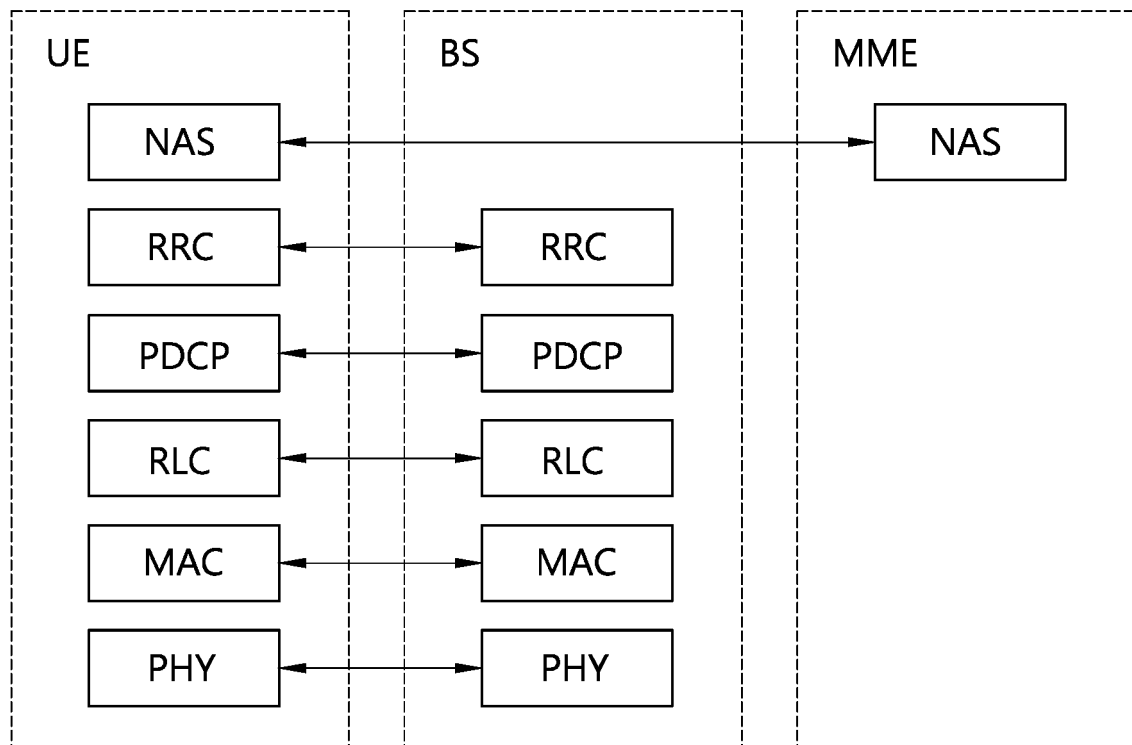 UE BS MME
NAS NAS
RRC RRC
PDCP PDCP
RLC RLC
MAC MAC
PHY PHY